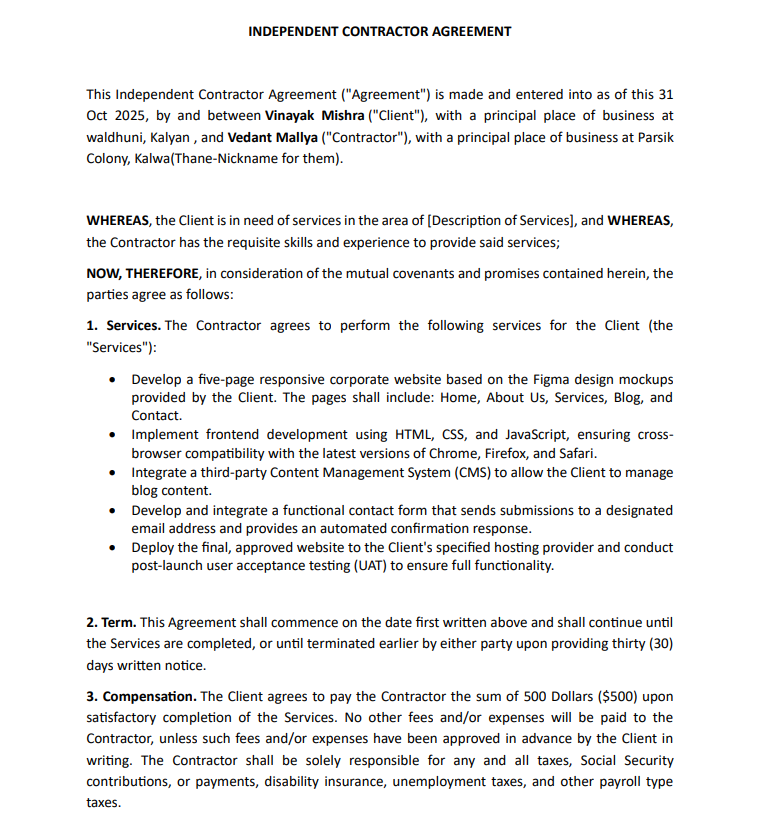 INDEPENDENT CONTRACTOR AGREEMENT
This Independent Contractor Agreement ("Agreement") is made and entered into as of this 31
Oct 2025, by and between Vinayak Mishra ("Client"), with a principal place of business at
waldhuni, Kalyan , and Vedant Mallya ("Contractor"), with a principal place of business at Parsik
Colony, Kalwa(Thane-Nickname for them).
WHEREAS, the Client is in need of services in the area of [Description of Services], and WHEREAS,
the Contractor has the requisite skills and experience to provide said services;
NOW, THEREFORE, in consideration of the mutual covenants and promises contained herein, the
parties agree as follows:
1. Services. The Contractor agrees to perform the following services for the Client (the
"Services"):
• Develop a five-page responsive corporate website based on the Figma design mockups
provided by the Client. The pages shall include: Home, About Us, Services, Blog, and
Contact.
• Implement frontend development using HTML, CSS, and JavaScript, ensuring cross-
browser compatibility with the latest versions of Chrome, Firefox, and Safari.
• Integrate a third-party Content Management System (CMS) to allow the Client to manage
blog content.
• Develop and integrate a functional contact form that sends submissions to a designated
email address and provides an automated confirmation response.
• Deploy the final, approved website to the Client's specified hosting provider and conduct
post-launch user acceptance testing (UAT) to ensure full functionality.
2. Term. This Agreement shall commence on the date first written above and shall continue until
the Services are completed, or until terminated earlier by either party upon providing thirty (30)
days written notice.
3. Compensation. The Client agrees to pay the Contractor the sum of 500 Dollars ($500) upon
satisfactory completion of the Services. No other fees and/or expenses will be paid to the
Contractor, unless such fees and/or expenses have been approved in advance by the Client in
writing. The Contractor shall be solely responsible for any and all taxes, Social Security
contributions, or payments, disability insurance, unemployment taxes, and other payroll type
taxes.